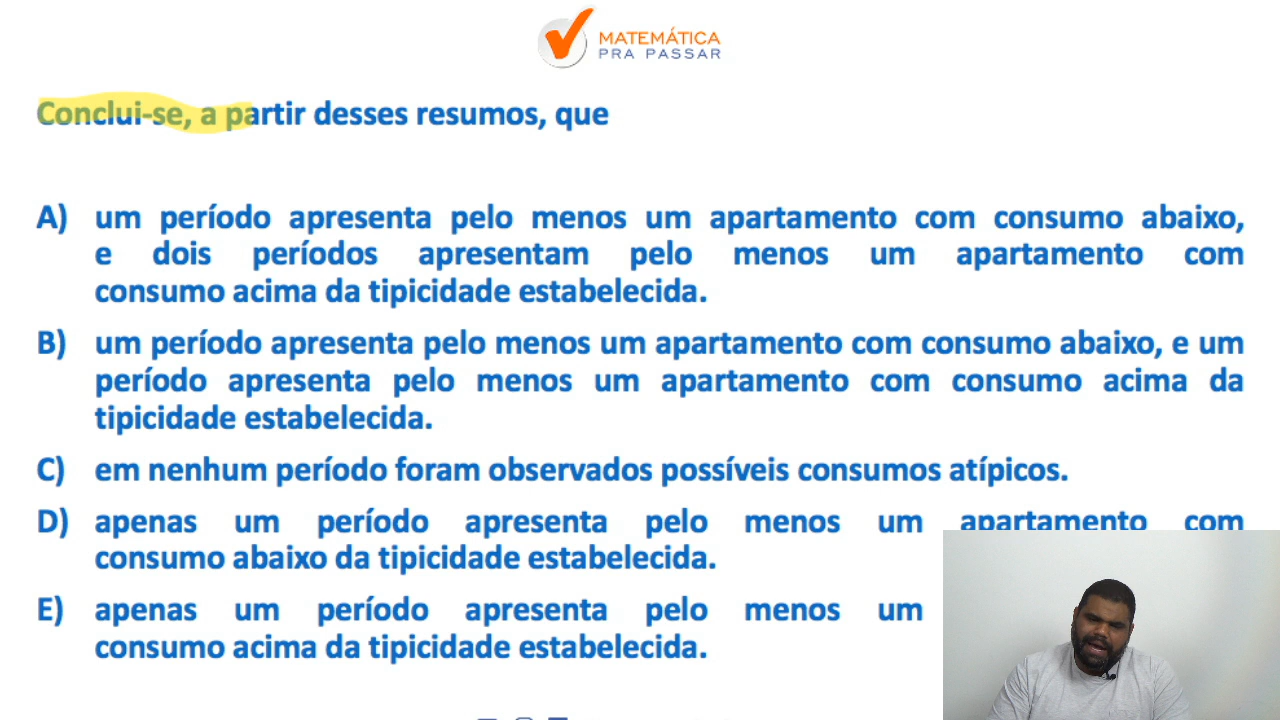 MATEMÁTICA
PRA PASSAR
Conclui-se, a partir desses resumos, que
A) um período apresenta pelo menos um apartamento com consumo abaixo,
e dois períodos apresentam pelo menos um apartamento com
consumo acima da tipicidade estabelecida.
B) um período apresenta pelo menos um apartamento com consumo abaixo, e um
período apresenta pelo menos um apartamento com consumo acima da
tipicidade estabelecida.
C) em nenhum período foram observados possíveis consumos atípicos.
D) apenas um período apresenta pelo menos um apartamento com
consumo abaixo da tipicidade estabelecida.
E) apenas um período apresenta pelo menos um
consumo acima da tipicidade estabelecida.